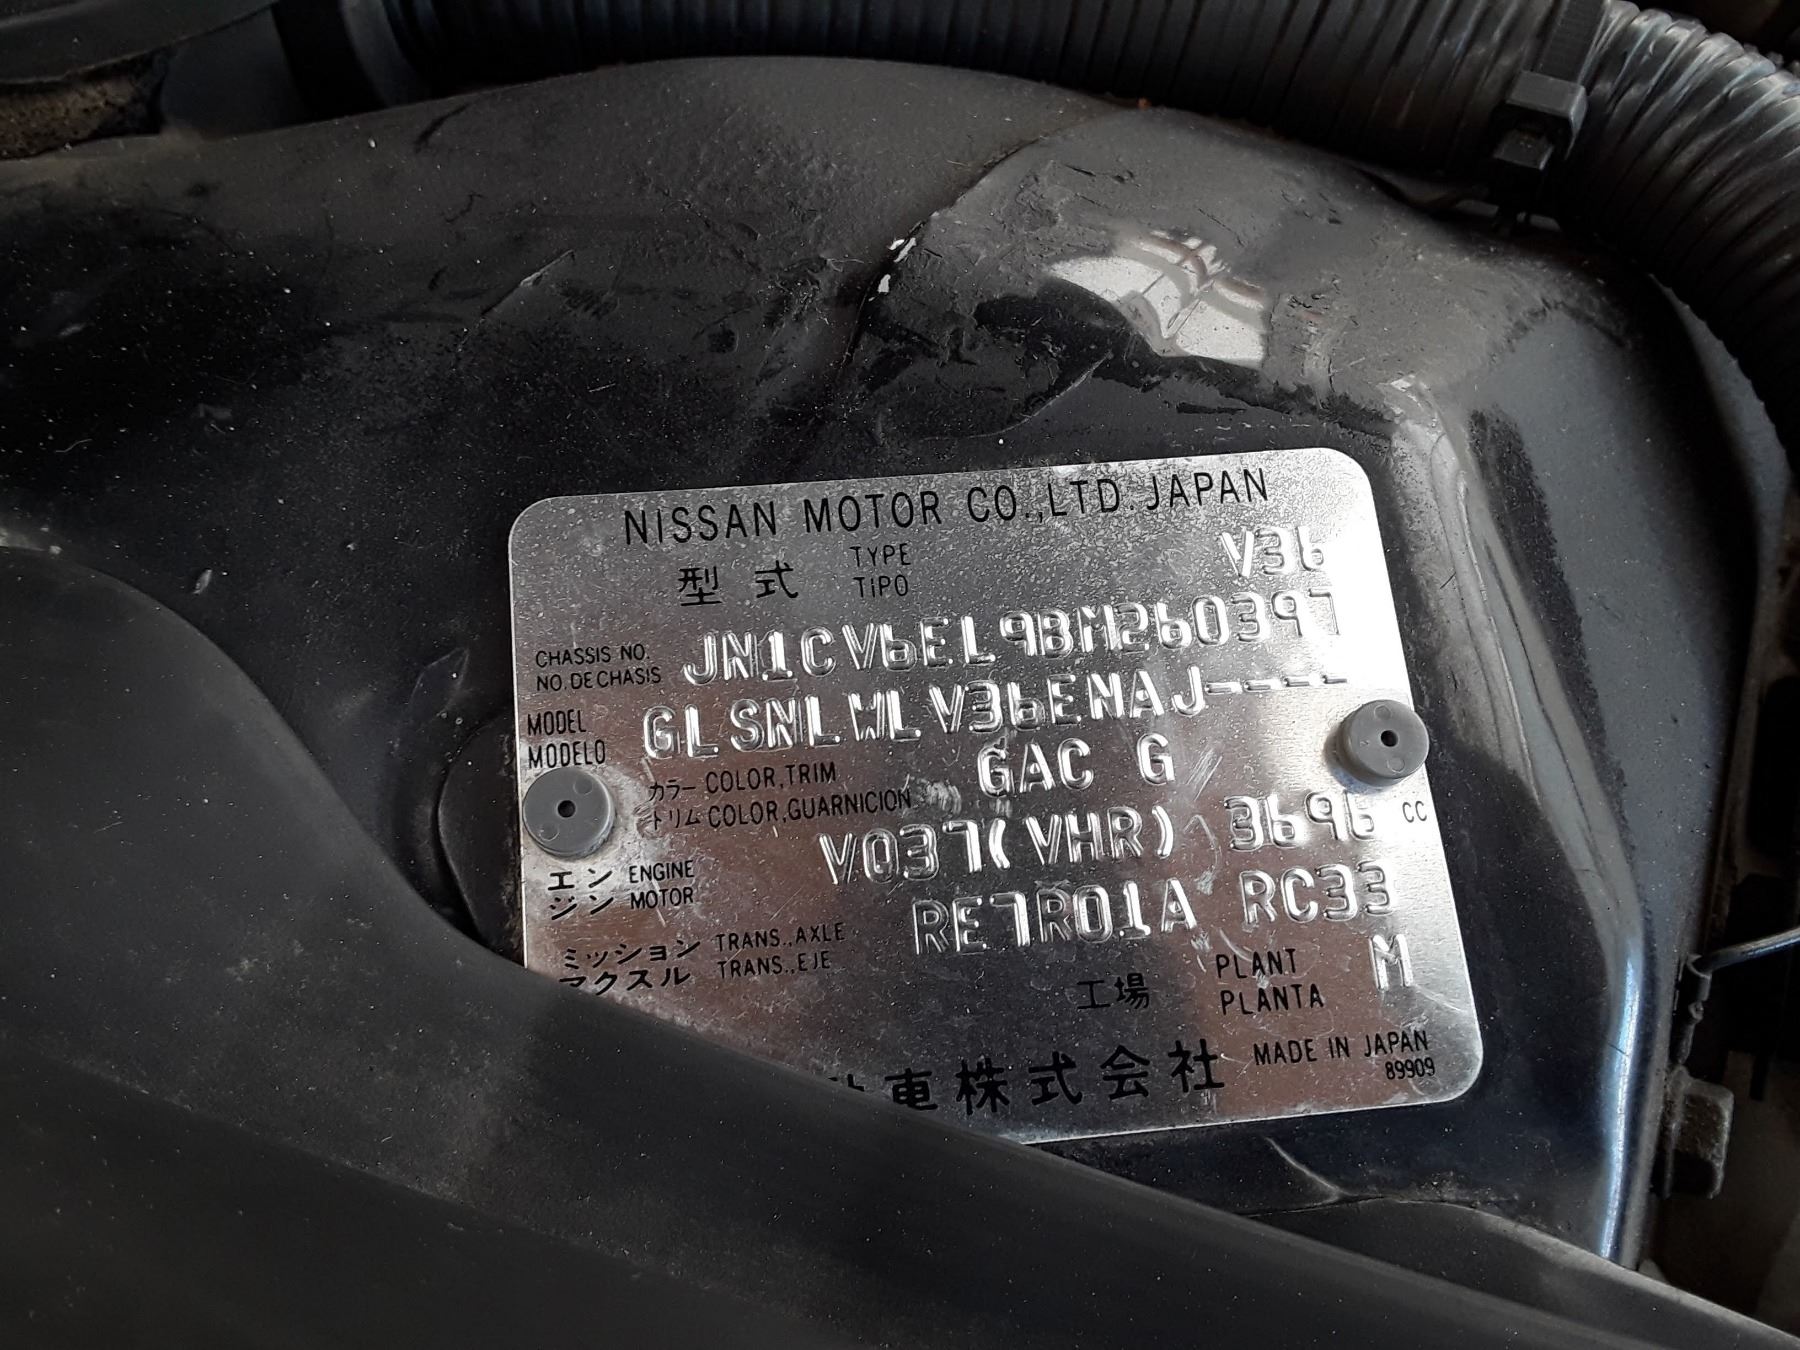 NISSAN MOTOR CO.,LTD. JAPAN
型式 TYPE V36
TIPO
CHASSIS NO. JN1CV6EL9BM260397
NO. DE CHASIS
MODEL GLSNLWLV36ENAJ----
MODELO
カラー COLOR,TRIM GAC G
トリム COLOR,GUARNICION
エン ENGINE V037(VHR) 3696 CC
ジン MOTOR
ミッション TRANS.,AXLE RE7R01A RC33
アクスル TRANS.,EJE
工場 PLANT M
PLANTA
車株式会社 MADE IN JAPAN
89909